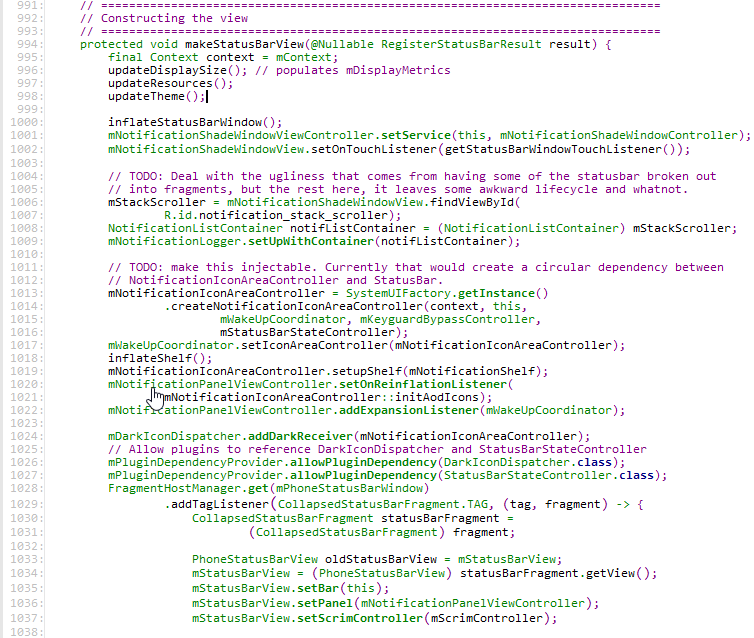 991:     // ================================================================================
992:     // Constructing the view
993:     // ================================================================================
994:     protected void makeStatusBarView(@Nullable RegisterStatusBarResult result) {
995:         final Context context = mContext;
996:         updateDisplaySize(); // populates mDisplayMetrics
997:         updateResources();
998:         updateTheme();
999:
1000:         inflateStatusBarWindow();
1001:         mNotificationShadeWindowViewController.setService(this, mNotificationShadeWindowController);
1002:         mNotificationShadeWindowView.setOnTouchListener(getStatusBarWindowTouchListener());
1003:
1004:         // TODO: Deal with the ugliness that comes from having some of the statusbar broken out
1005:         // into fragments, but the rest here, it leaves some awkward lifecycle and whatnot.
1006:         mStackScroller = mNotificationShadeWindowView.findViewById(
1007:                 R.id.notification_stack_scroller);
1008:         NotificationListContainer notifListContainer = (NotificationListContainer) mStackScroller;
1009:         mNotificationLogger.setUpWithContainer(notifListContainer);
1010:
1011:         // TODO: make this injectable. Currently that would create a circular dependency between
1012:         // NotificationIconAreaController and StatusBar.
1013:         mNotificationIconAreaController = SystemUIFactory.getInstance()
1014:                 .createNotificationIconAreaController(context, this,
1015:                         mWakeUpCoordinator, mKeyguardBypassController,
1016:                         mStatusBarStateController);
1017:         mWakeUpCoordinator.setIconAreaController(mNotificationIconAreaController);
1018:         inflateShelf();
1019:         mNotificationIconAreaController.setupShelf(mNotificationShelf);
1020:         mNotificationPanelViewController.setOnReinflationListener(
1021:                 mNotificationIconAreaController::initAodIcons);
1022:         mNotificationPanelViewController.addExpansionListener(mWakeUpCoordinator);
1023:
1024:         mDarkIconDispatcher.addDarkReceiver(mNotificationIconAreaController);
1025:         // Allow plugins to reference DarkIconDispatcher and StatusBarStateController
1026:         mPluginDependencyProvider.allowPluginDependency(DarkIconDispatcher.class);
1027:         mPluginDependencyProvider.allowPluginDependency(StatusBarStateController.class);
1028:         FragmentHostManager.get(mPhoneStatusBarWindow)
1029:                 .addTagListener(CollapsedStatusBarFragment.TAG, (tag, fragment) -> {
1030:                     CollapsedStatusBarFragment statusBarFragment =
1031:                             (CollapsedStatusBarFragment) fragment;
1032:
1033:                     PhoneStatusBarView oldStatusBarView = mStatusBarView;
1034:                     mStatusBarView = (PhoneStatusBarView) statusBarFragment.getView();
1035:                     mStatusBarView.setBar(this);
1036:                     mStatusBarView.setPanel(mNotificationPanelViewController);
1037:                     mStatusBarView.setScrimController(mScrimController);
1038: